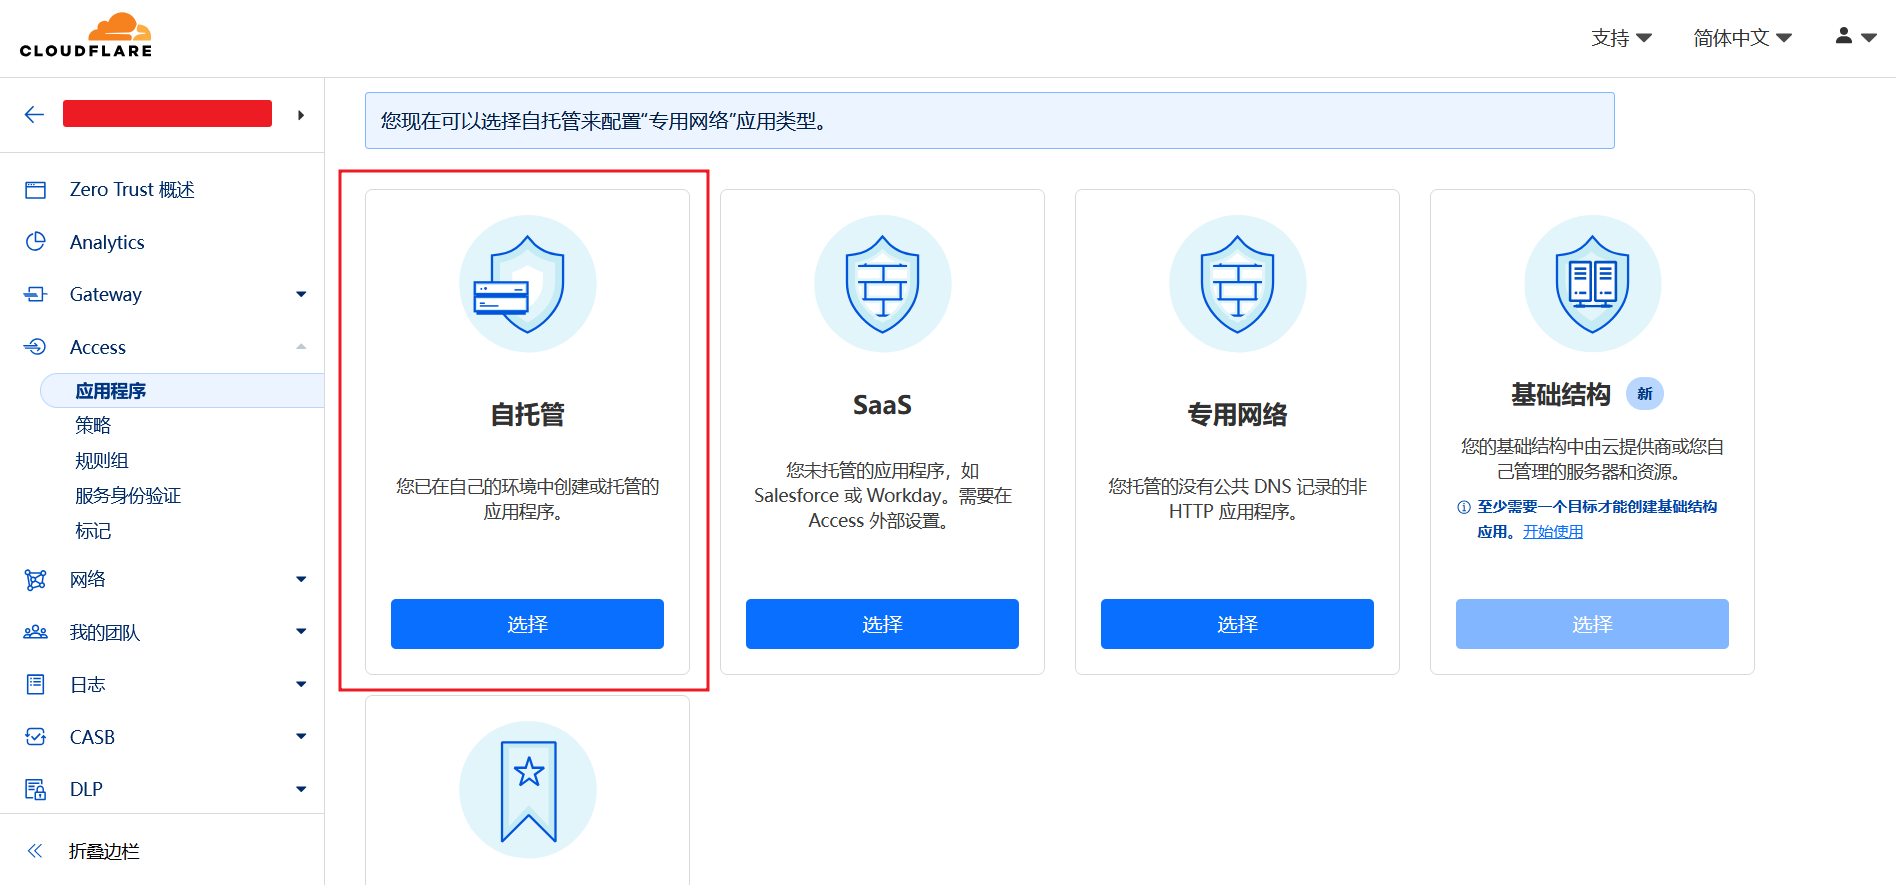 CLOUDFLARE
支持
简体中文
Zero Trust 概述
Analytics
Gateway
Access
应用程序
策略
规则组
服务身份验证
标记
网络
我的团队
日志
CASB
DLP
折叠边栏
您现在可以选择自托管来配置“专用网络”应用类型。
自托管
您已在自己的环境中创建或托管的
应用程序。
选择
SaaS
您未托管的应用程序，如
Salesforce 或 Workday。需要在
Access 外部设置。
选择
专用网络
您托管的没有公共 DNS 记录的非
HTTP 应用程序。
选择
基础结构 新
您的基础结构中由云提供商或您自
己管理的服务器和资源。
至少需要一个目标才能创建基础结构
应用。开始使用
选择